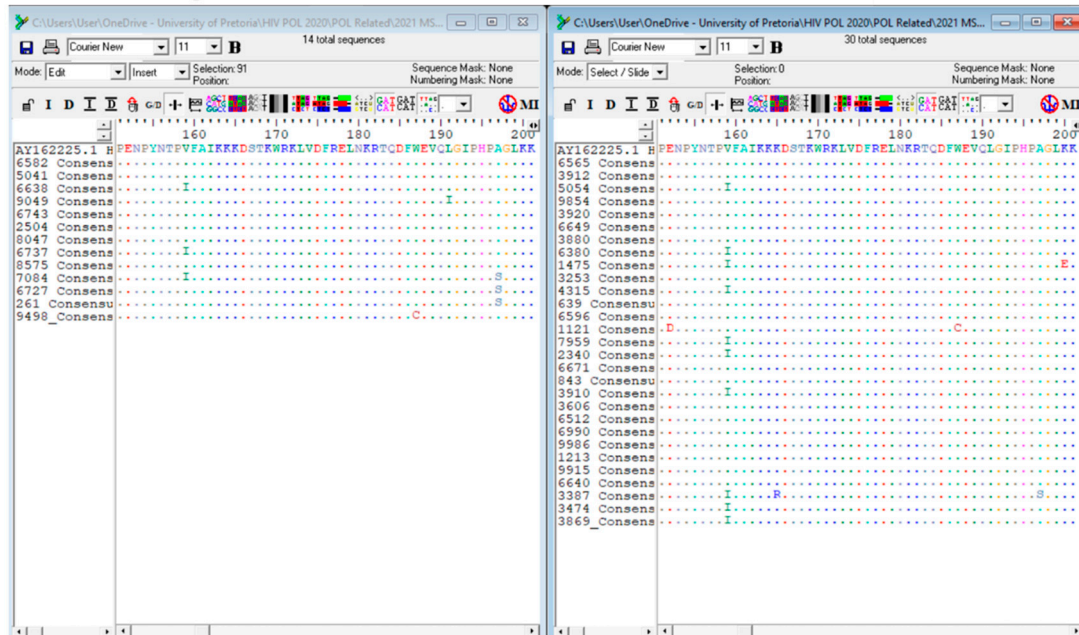 C:\Users\User\OneDrive - University of Pretoria\HIV POL 2020\POL Related\2021 MS...
14 total sequences
Courier New 11 B
Mode: Edit Insert Selection: 91 Position: Sequence Mask: None
Numbering Mask: None
I D I D G/D MI
160 170 180 190 200
AY162225.1 H PENPYNTPVFAIKKKDSTKWRKLVDFRELNKRTQDFWEVQLGIPHPAGLKK
6582 Consens ...................................................
5041 Consens ...................................................
6638 Consens ........I..........................................
9049 Consens ........................................I..........
6743 Consens ...................................................
2504 Consens ...................................................
8047 Consens ...................................................
6737 Consens ........I..........................................
8575 Consens ...................................................
7084 Consens ........I.....................................S....
6727 Consens ..............................................S....
261 Consensu ..............................................S....
9498_Consens ....................................C..............
C:\Users\User\OneDrive - University of Pretoria\HIV POL 2020\POL Related\2021 MS...
30 total sequences
Courier New 11 B
Mode: Select / Slide Selection: 0 Position: Sequence Mask: None
Numbering Mask: None
I D I D G/D MI
160 170 180 190 200
AY162225.1 H PENPYNTPVFAIKKKDSTKWRKLVDFRELNKRTQDFWEVQLGIPHPAGLKK
6565 Consens ...................................................
3912 Consens ...................................................
5054 Consens ........I..........................................
9854 Consens ...................................................
3920 Consens ...................................................
6649 Consens ...................................................
3880 Consens ...................................................
6380 Consens ........I..........................................
1475 Consens ........I........................................E.
3253 Consens ...................................................
4315 Consens ........I..........................................
639 Consensu ...................................................
6596 Consens ...................................................
1121 Consens .D..................................C..............
7959 Consens ........I..........................................
2340 Consens ........I..........................................
6671 Consens ...................................................
843 Consensu ...................................................
3910 Consens ........I..........................................
3606 Consens ...................................................
6512 Consens ...................................................
6990 Consens ...................................................
9986 Consens ...................................................
1213 Consens ...................................................
9915 Consens ...................................................
6640 Consens ...................................................
3387 Consens ........I.....R...............................S....
3474 Consens ........I..........................................
3869_Consens ........I..........................................